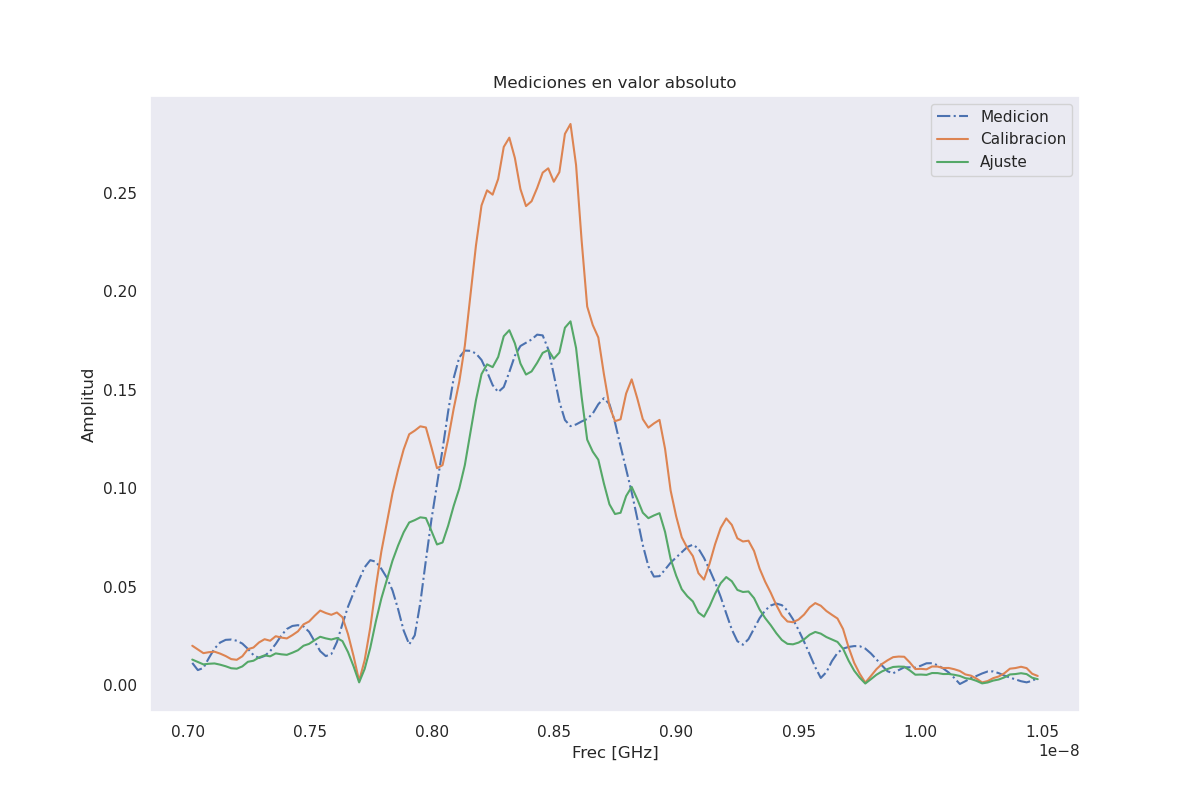 Mediciones en valor absoluto
Medicion
Calibracion
Ajuste
Amplitud
0.25
0.20
0.15
0.10
0.05
0.00
0.70 0.75 0.80 0.85 0.90 0.95 1.00 1.05
1e−8
Frec [GHz]